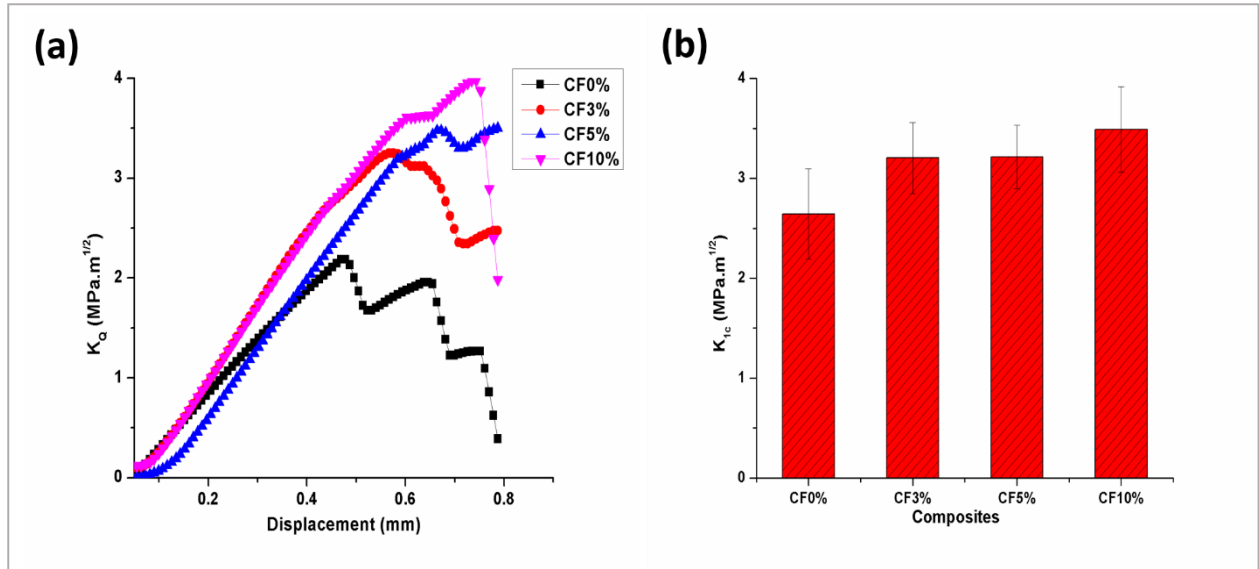 (a)
4
3
2
1
0
K_Q (MPa.m^1/2)
0.2 0.4 0.6 0.8
Displacement (mm)
CF0%
CF3%
CF5%
CF10%
(b)
4
3
2
1
0
K_1c (MPa.m^1/2)
CF0% CF3% CF5% CF10%
Composites